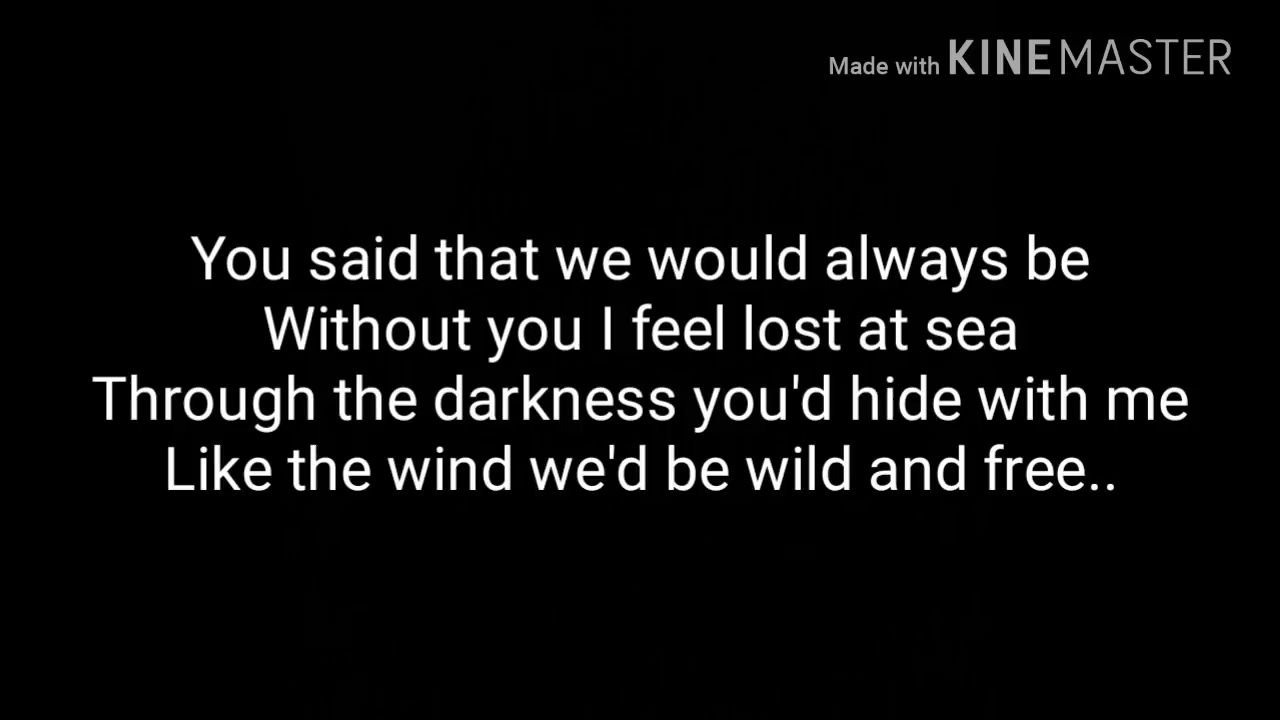 Made with KINEMASTER
You said that we would always be
Without you I feel lost at sea
Through the darkness you'd hide with me
Like the wind we'd be wild and free..